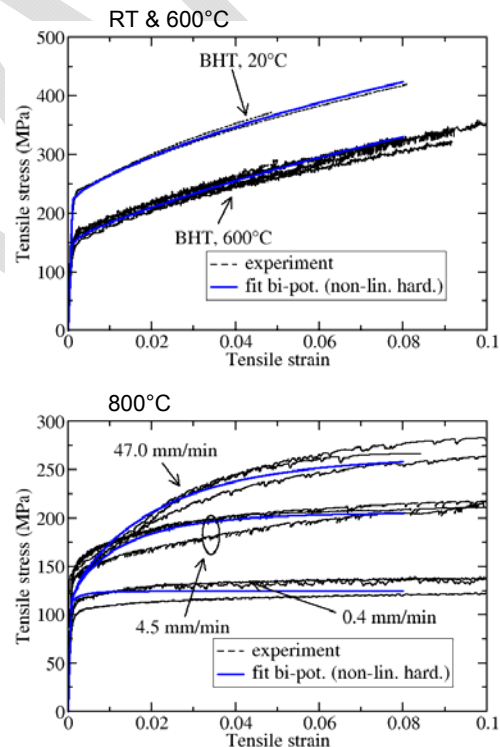 RT & 600°C
500
400
300
200
100
0
Tensile stress (MPa)
BHT, 20°C
BHT, 600°C
experiment
fit bi-pot. (non-lin. hard.)
0 0.02 0.04 0.06 0.08 0.1
Tensile strain
800°C
300
250
200
150
100
50
0
Tensile stress (MPa)
47.0 mm/min
4.5 mm/min
0.4 mm/min
experiment
fit bi-pot. (non-lin. hard.)
0 0.02 0.04 0.06 0.08 0.1
Tensile strain